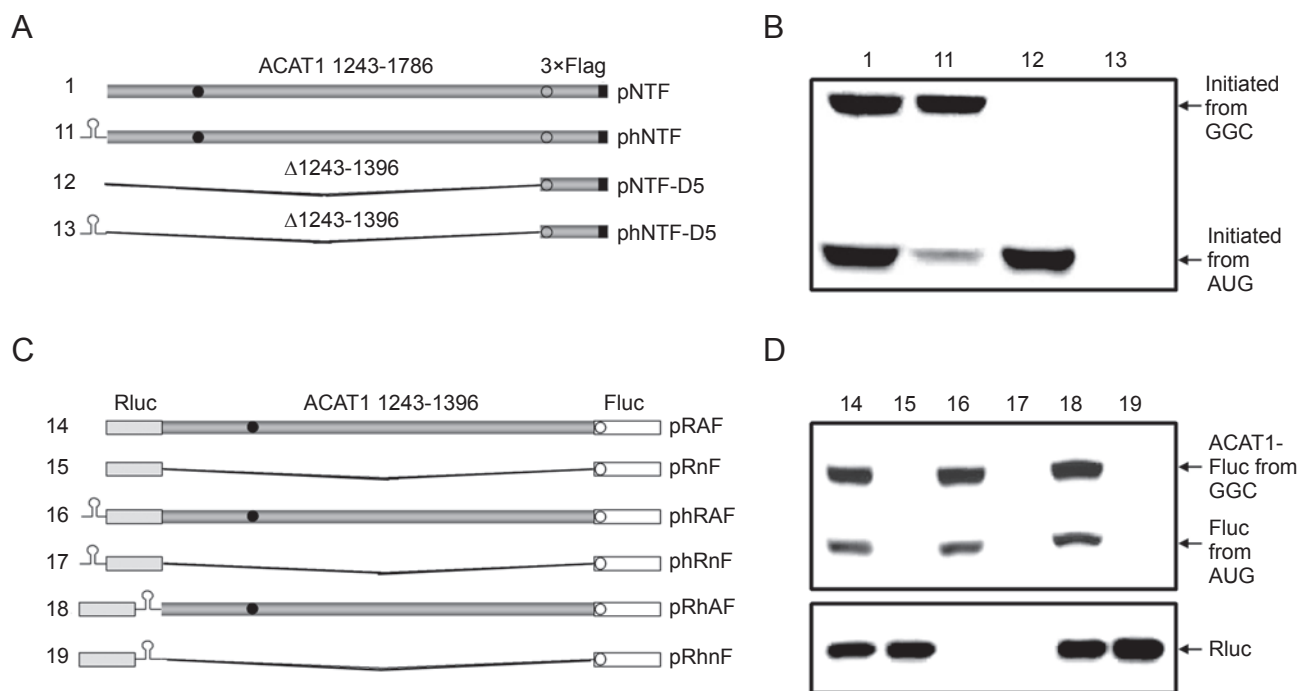 A
ACAT1 1243-1786 3×Flag
1 pNTF
11 phNTF
Δ1243-1396
12 pNTF-D5
Δ1243-1396
13 phNTF-D5
B
1 11 12 13
Initiated
from
GGC
Initiated
from
AUG
C
Rluc ACAT1 1243-1396 Fluc
14 pRAF
15 pRnF
16 phRAF
17 phRnF
18 pRhAF
19 pRhnF
D
14 15 16 17 18 19
ACAT1-
Fluc from
GGC
Fluc
from
AUG
Rluc